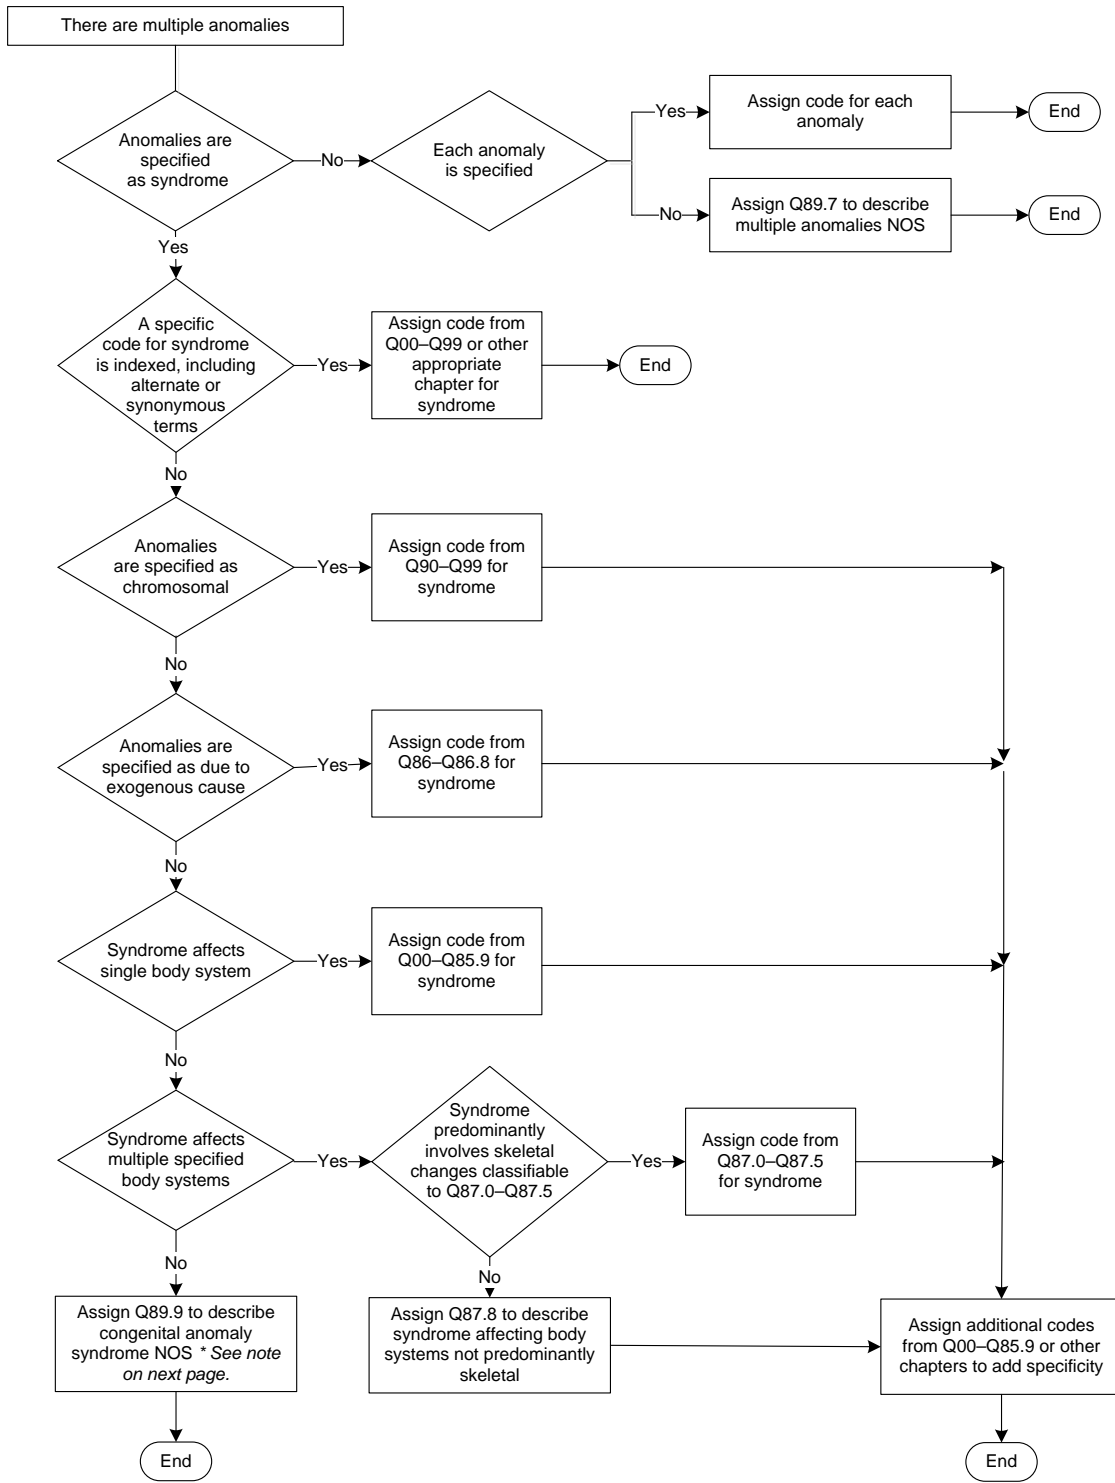 There are multiple anomalies
Anomalies are
specified
as syndrome
No
Each anomaly
is specified
Yes
Assign code for each
anomaly
End
No
Assign Q89.7 to describe
multiple anomalies NOS
End
Yes
A specific
code for syndrome
is indexed, including
alternate or
synonymous
terms
Yes
Assign code from
Q00–Q99 or other
appropriate
chapter for
syndrome
End
No
Anomalies
are specified as
chromosomal
Yes
Assign code from
Q90–Q99 for
syndrome
No
Anomalies are
specified as due to
exogenous cause
Yes
Assign code from
Q86–Q86.8 for
syndrome
No
Syndrome affects
single body system
Yes
Assign code from
Q00–Q85.9 for
syndrome
No
Syndrome affects
multiple specified
body systems
Yes
Syndrome
predominantly
involves skeletal
changes classifiable
to Q87.0–Q87.5
Yes
Assign code from
Q87.0–Q87.5
for syndrome
No
Assign Q89.9 to describe
congenital anomaly
syndrome NOS * See note
on next page.
End
No
Assign Q87.8 to describe
syndrome affecting body
systems not predominantly
skeletal
Assign additional codes
from Q00–Q85.9 or other
chapters to add specificity
End